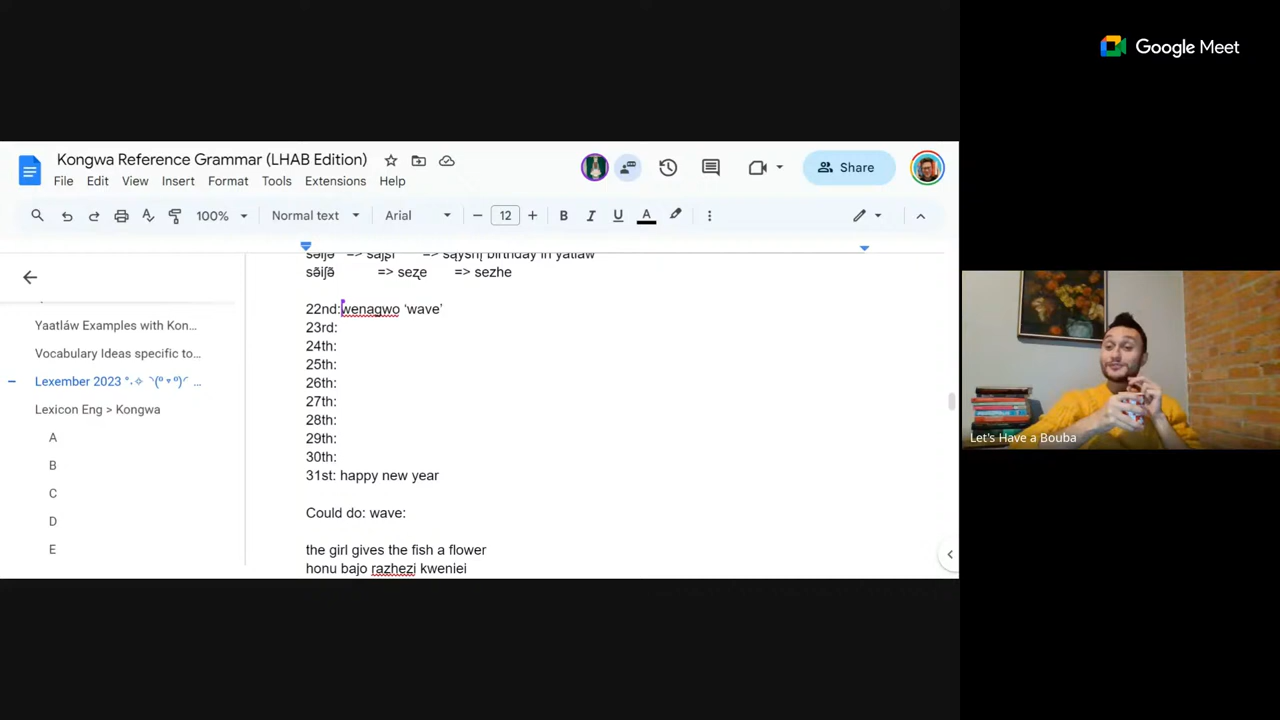 Google Meet
Kongwa Reference Grammar (LHAB Edition)
File Edit View Insert Format Tools Extensions Help
Share
100% Normal text Arial 12 B I U A
=> sezhe
22nd:wenagwo ‘wave’
23rd:
24th:
25th:
26th:
27th:
28th:
29th:
30th:
31st: happy new year
Could do: wave:
the girl gives the fish a flower
honu bajo razhezi kweniei
Yaatláw Examples with Kon...
Vocabulary Ideas specific to...
Lexember 2023
Lexicon Eng > Kongwa
A
B
C
D
E
Let's Have a Bouba